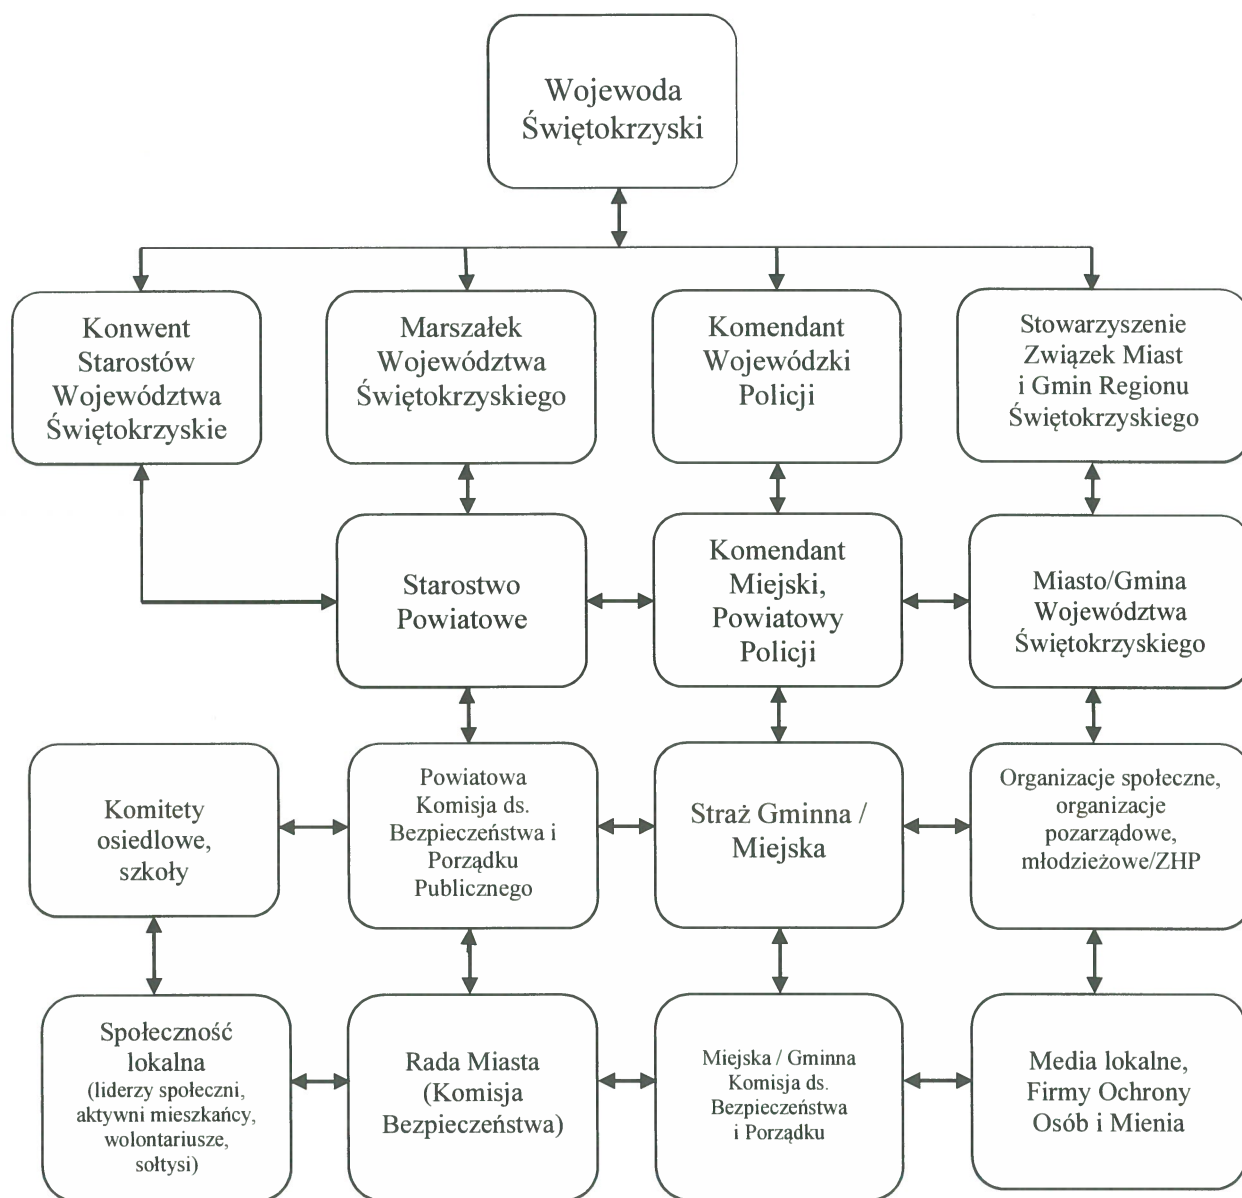 Wojewoda
Świętokrzyski
Konwent
Starostów
Województwa
Świętokrzyskie
Marszałek
Województwa
Świętokrzyskiego
Komendant
Wojewódzki
Policji
Stowarzyszenie
Związek Miast
i Gmin Regionu
Świętokrzyskiego
Starostwo
Powiatowe
Komendant
Miejski,
Powiatowy
Policji
Miasto/Gmina
Województwa
Świętokrzyskiego
Komitety
osiedlowe,
szkoły
Powiatowa
Komisja ds.
Bezpieczeństwa i
Porządku
Publicznego
Straż Gminna /
Miejska
Organizacje społeczne,
organizacje
pozarządowe,
młodzieżowe/ZHP
Społeczność
lokalna
(liderzy społeczni,
aktywni mieszkańcy,
wolontariusze,
sołtysi)
Rada Miasta
(Komisja
Bezpieczeństwa)
Miejska / Gminna
Komisja ds.
Bezpieczeństwa
i Porządku
Media lokalne,
Firmy Ochrony
Osób i Mienia